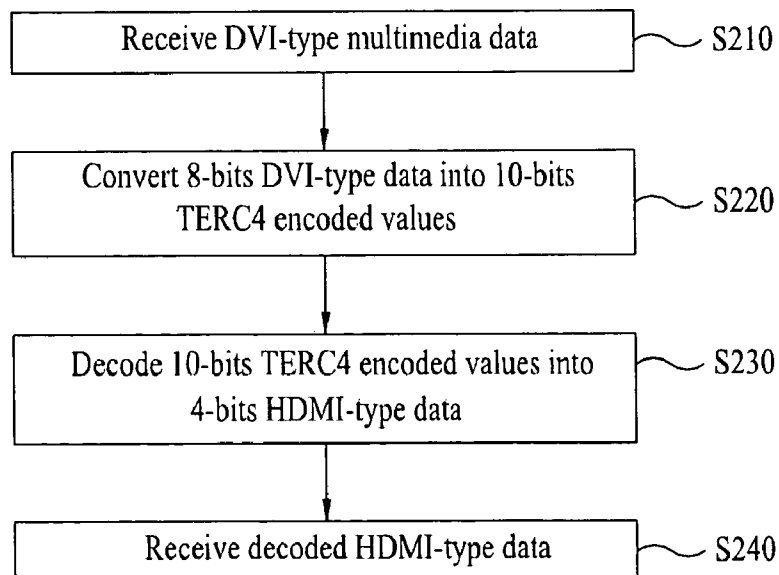 Receive DVI-type multimedia data
S210
Convert 8-bits DVI-type data into 10-bits
TERC4 encoded values
S220
Decode 10-bits TERC4 encoded values into
4-bits HDMI-type data
S230
Receive decoded HDMI-type data
S240